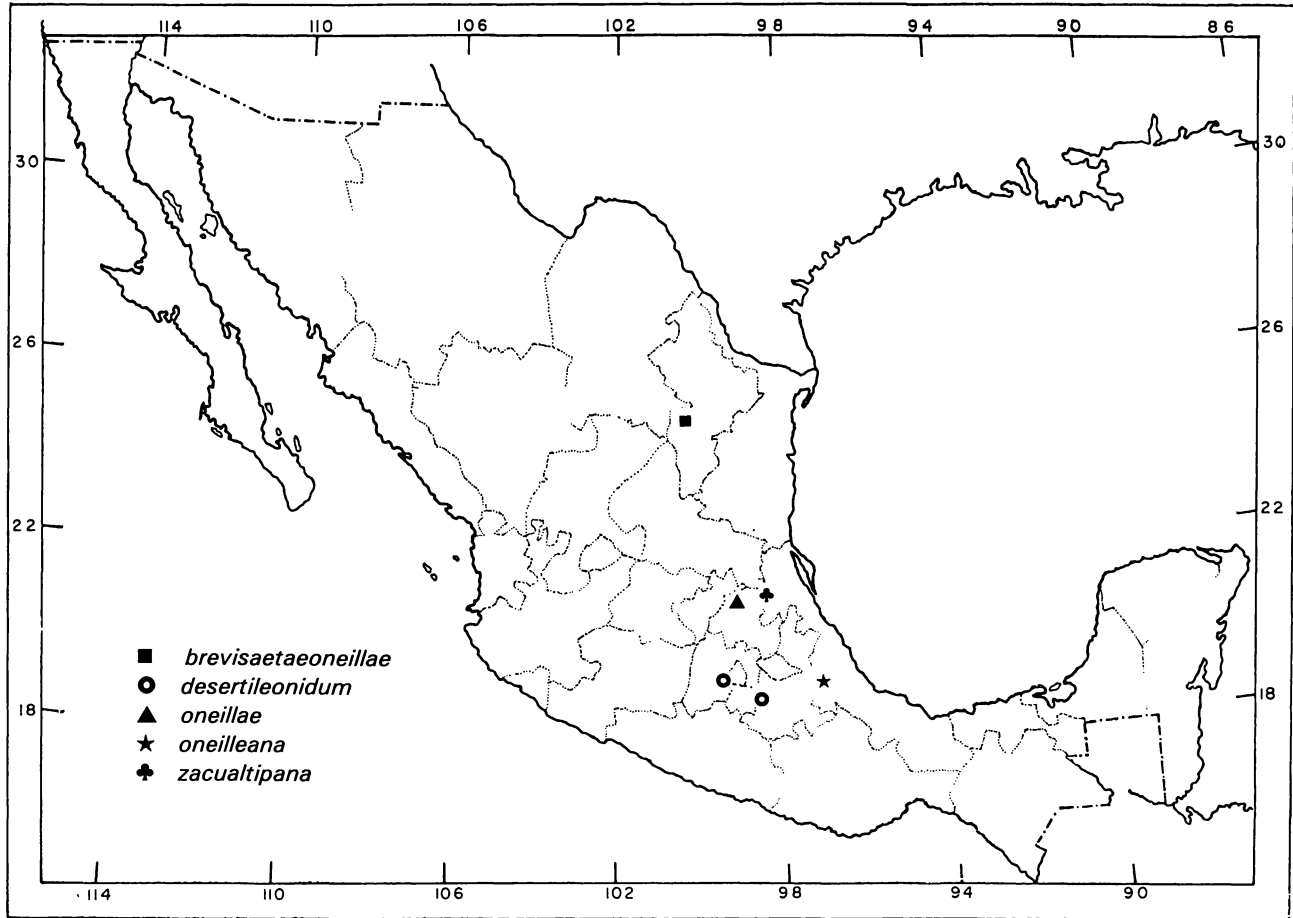 114 110 106 102 98 94 90 86
30 30
26 26
22 22
18 18
brevisaetaeoneillae
desertileonidum
oneillae
oneilleana
zacualtipana
114 110 106 102 98 94 90